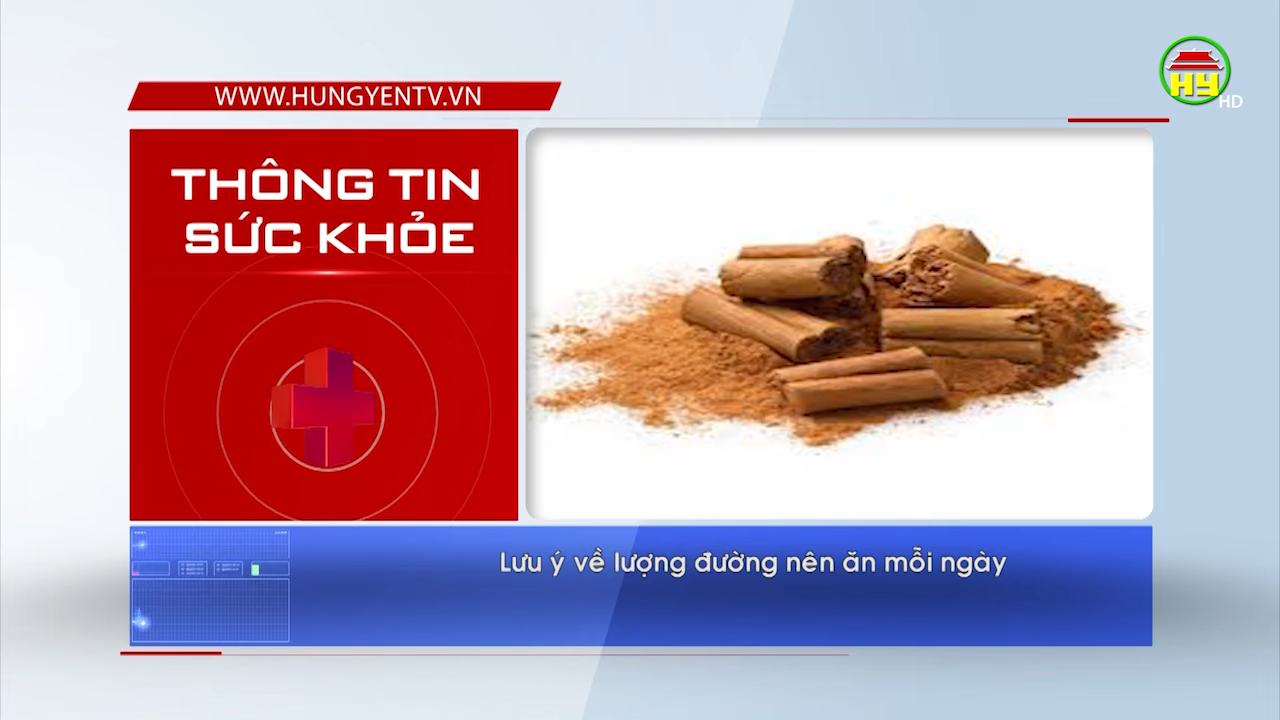 WWW.HUNGYENTV.VN
HY
HD
THÔNG TIN
SỨC KHỎE
Lưu ý về lượng đường nên ăn mỗi ngày